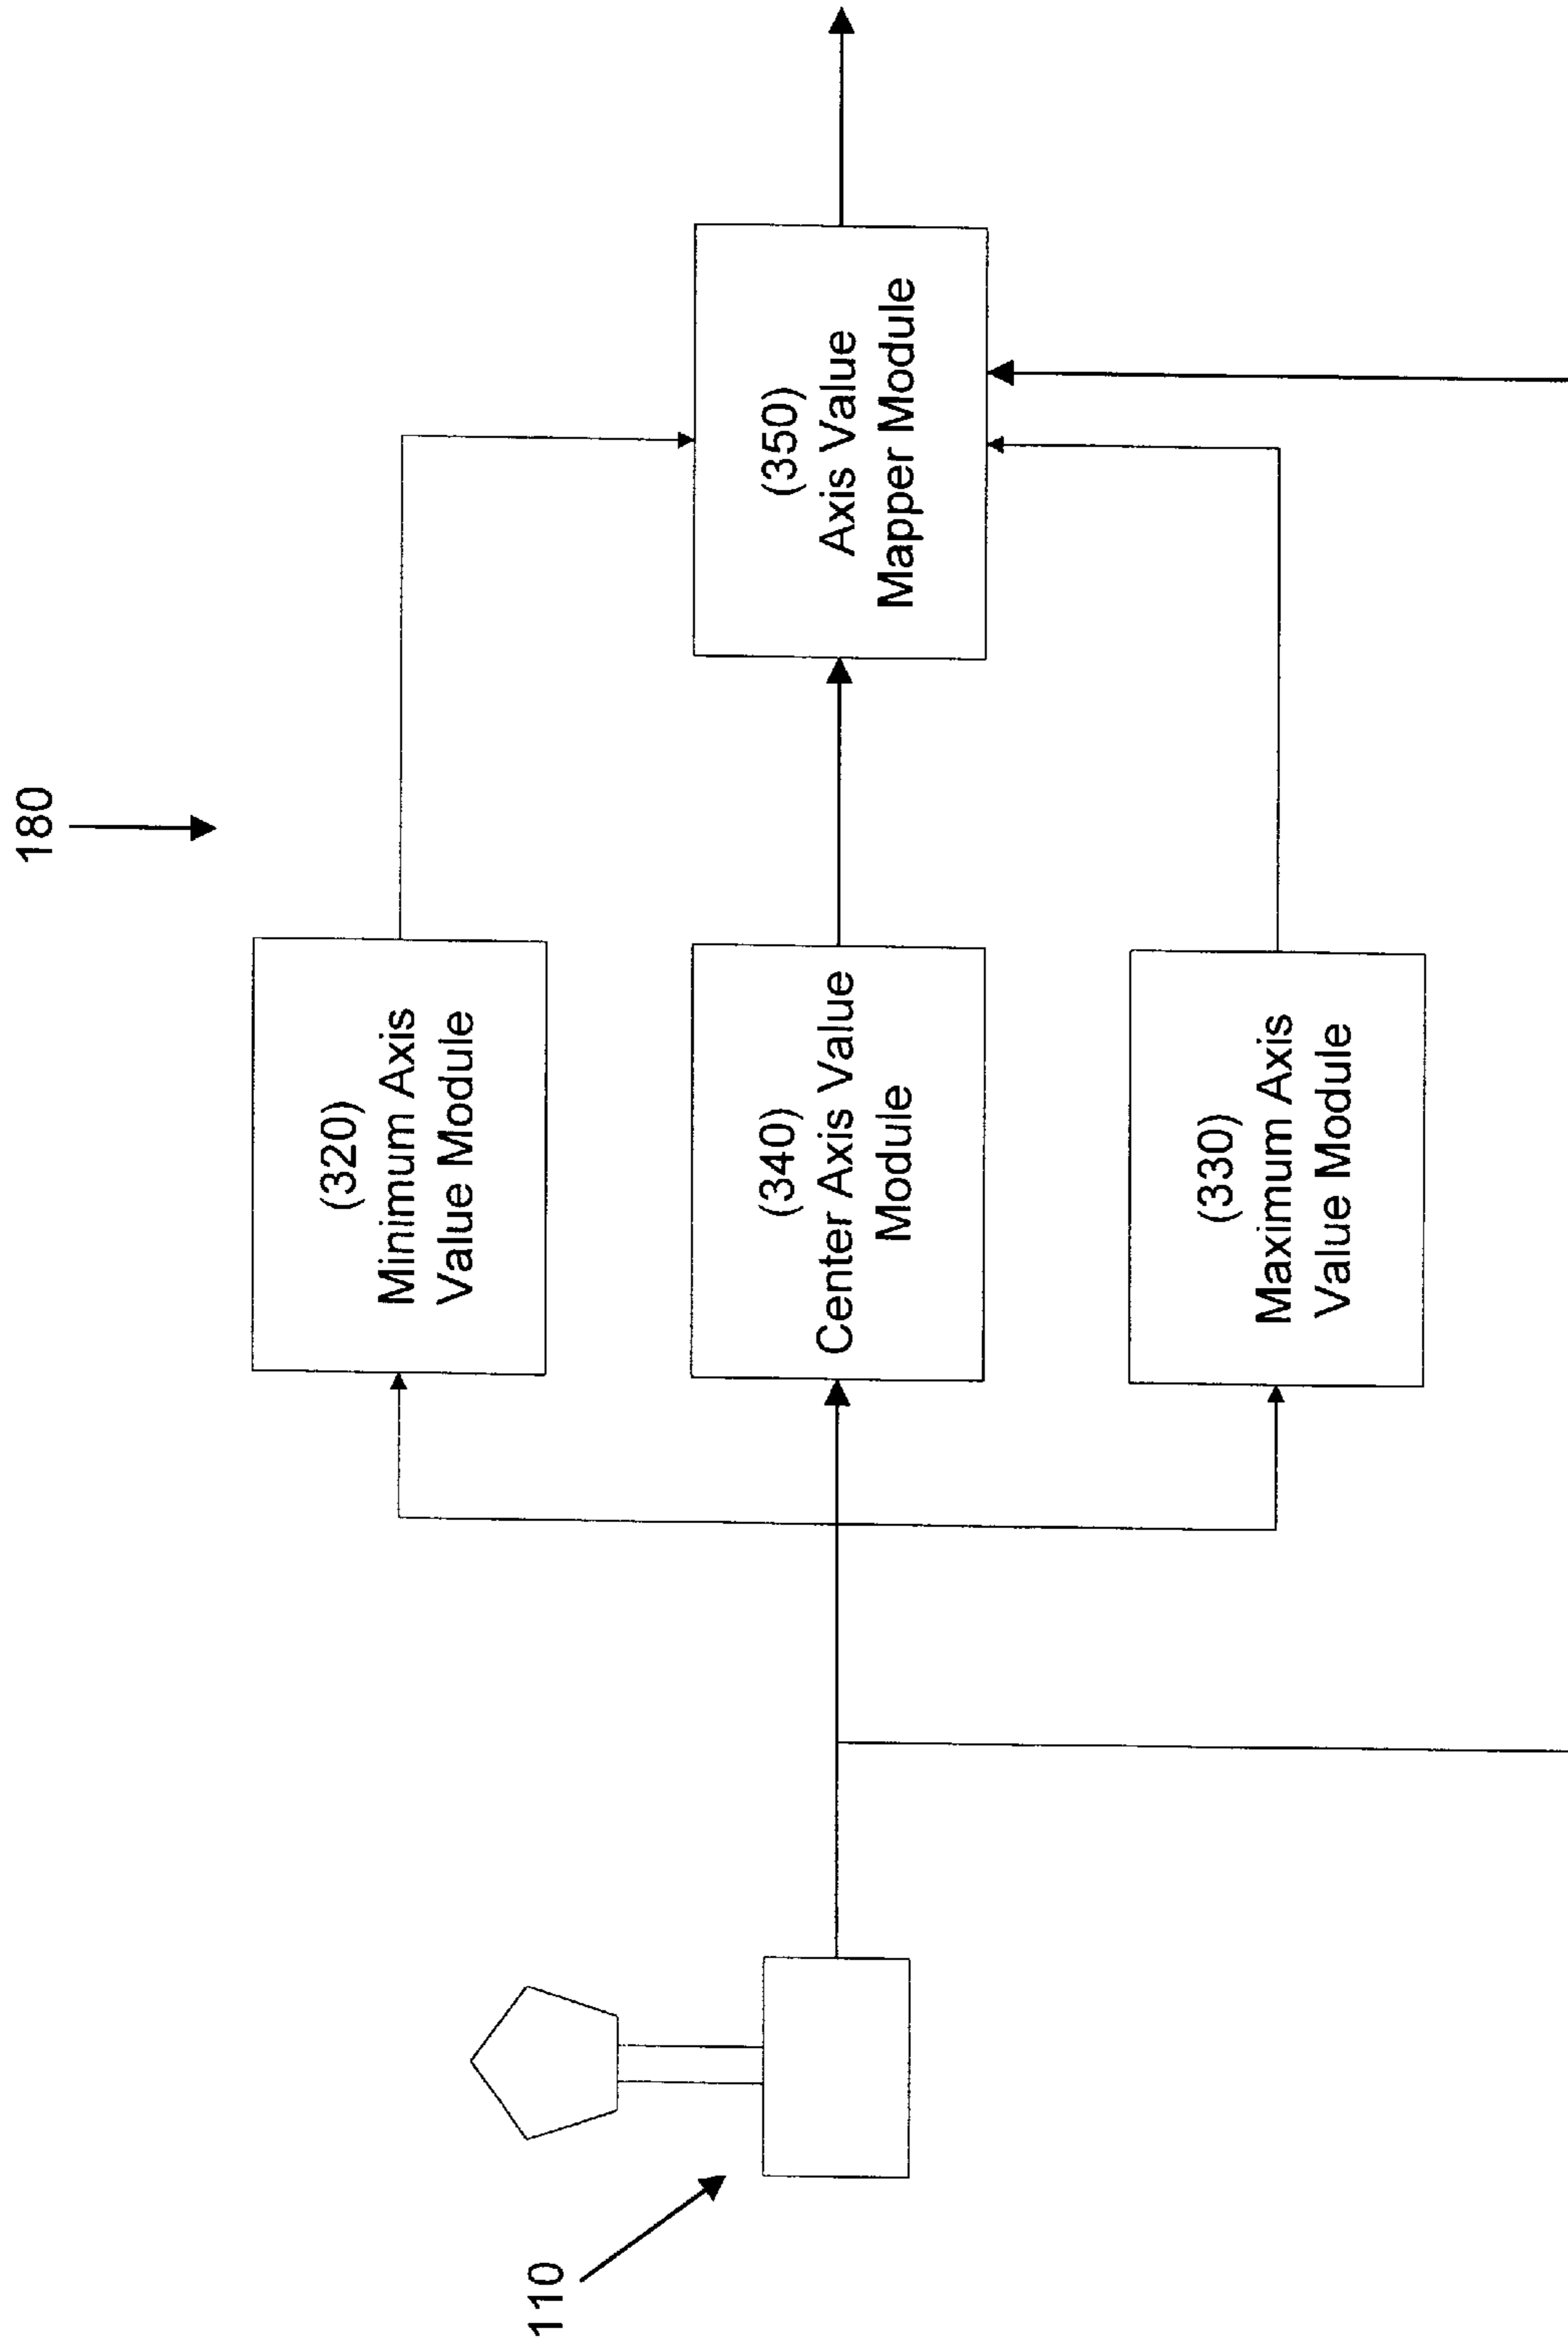 180
(320)
Minimum Axis
Value Module
(340)
Center Axis Value
Module
(330)
Maximum Axis
Value Module
(350)
Axis Value
Mapper Module
110